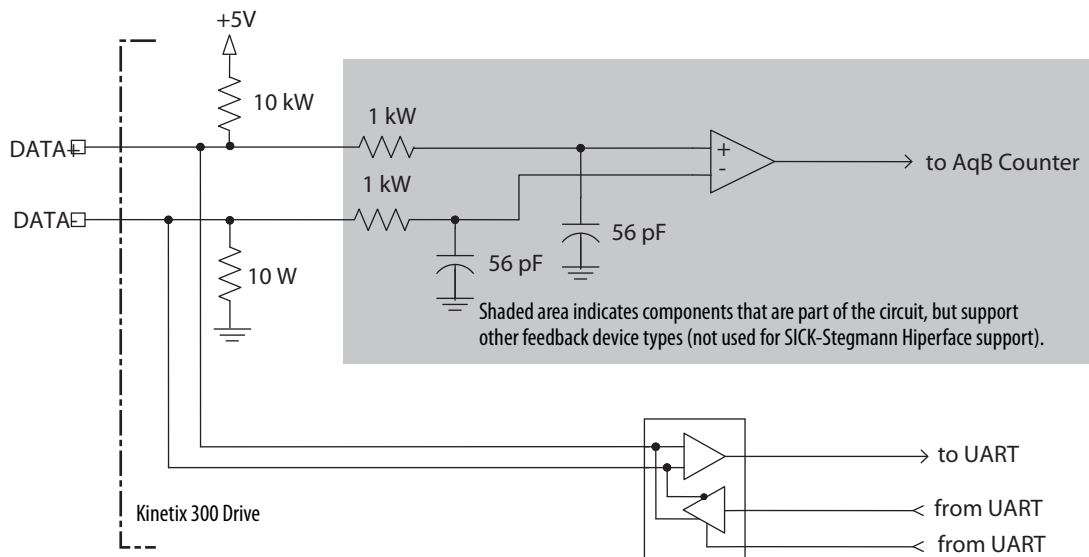 +5V
10 kW
1 kW
DATA+
+
-
to AqB Counter
1 kW
DATA-
56 pF
10 W
56 pF
Shaded area indicates components that are part of the circuit, but support
other feedback device types (not used for SICK-Stegmann Hiperface support).
to UART
Kinetix 300 Drive
from UART
from UART